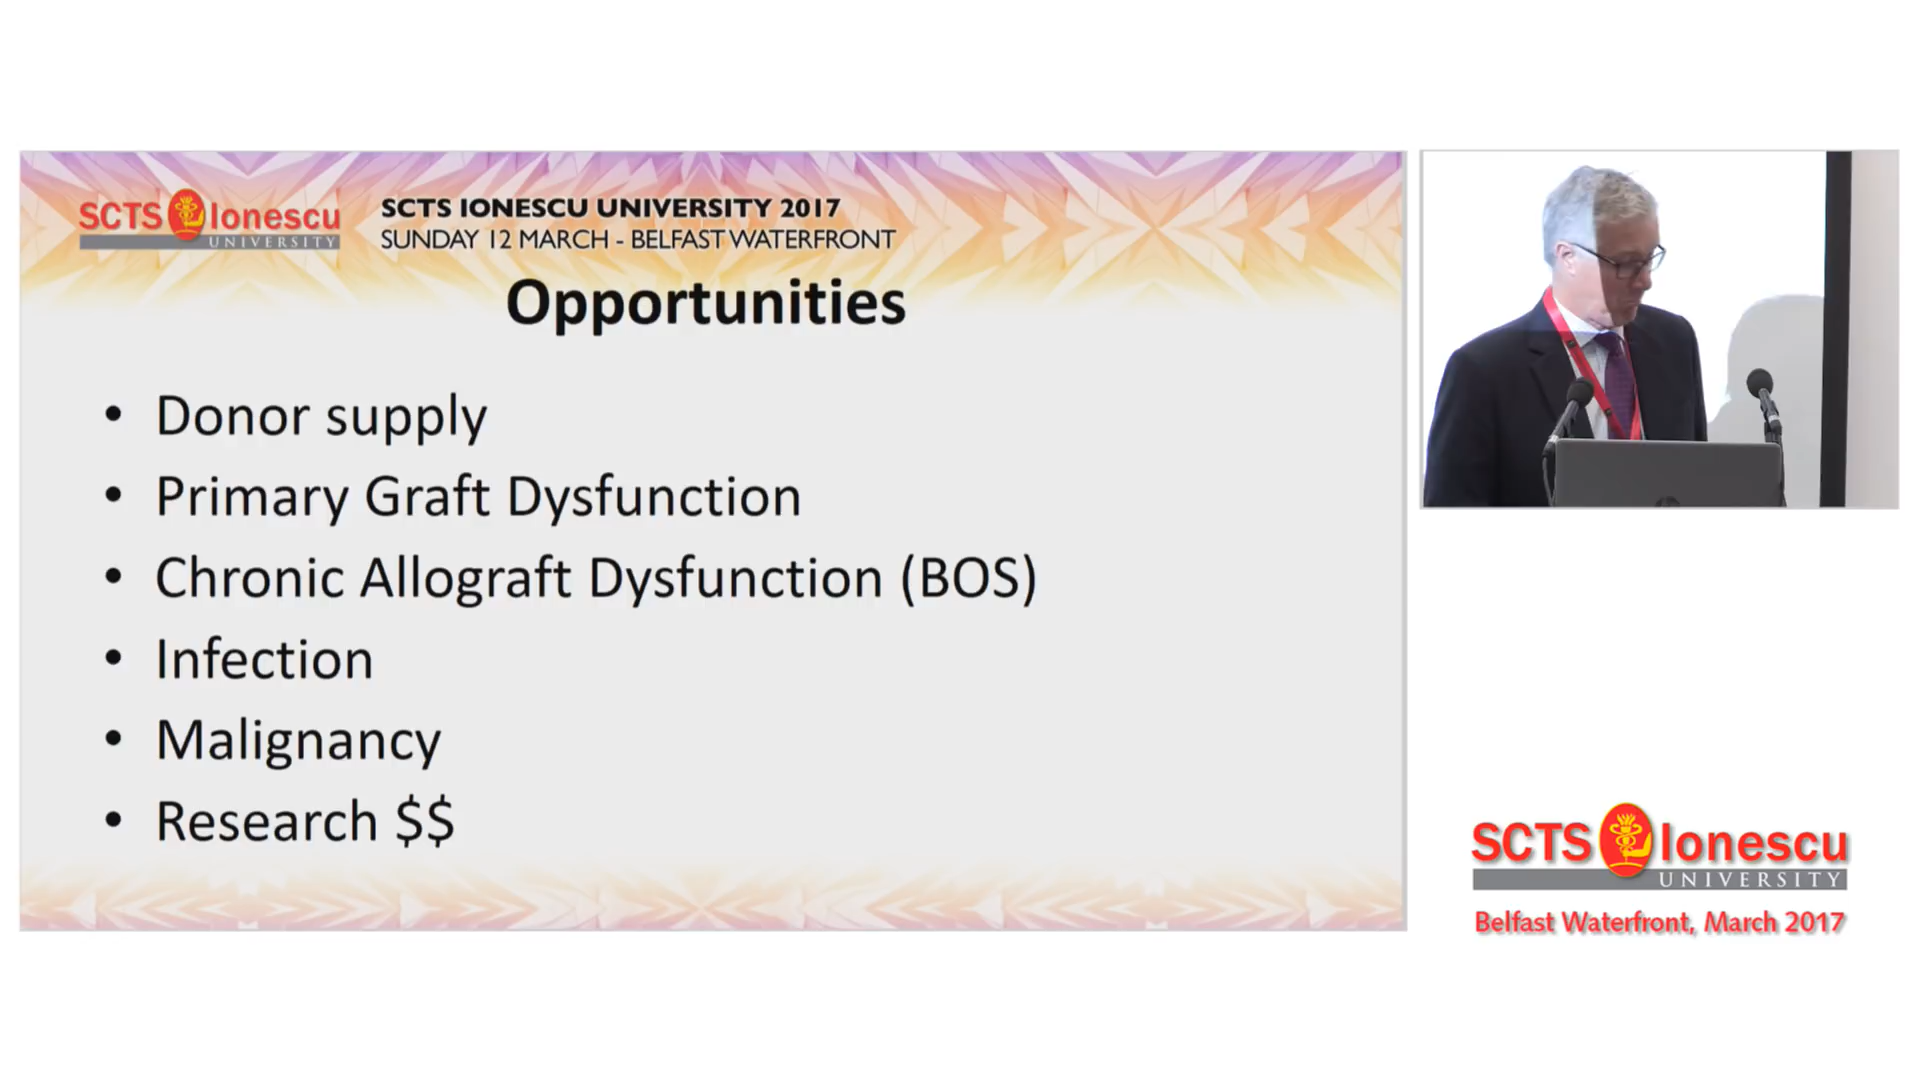 SCTS Ionescu
UNIVERSITY
SCTS IONESCU UNIVERSITY 2017
SUNDAY 12 MARCH - BELFAST WATERFRONT
Opportunities
• Donor supply
• Primary Graft Dysfunction
• Chronic Allograft Dysfunction (BOS)
• Infection
• Malignancy
• Research $$
SCTS Ionescu
UNIVERSITY
Belfast Waterfront, March 2017